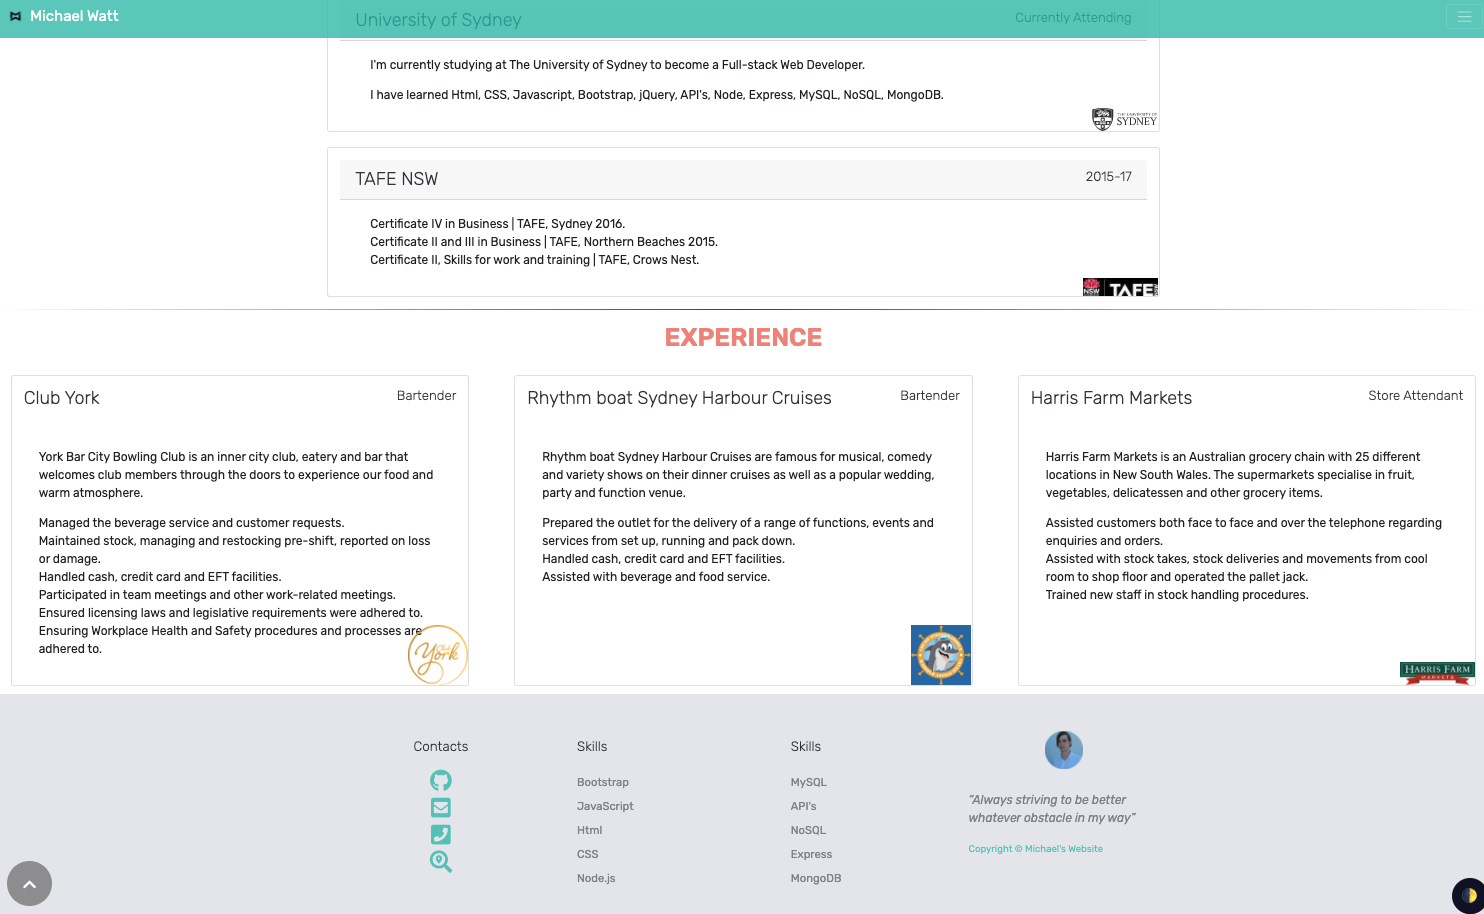 Michael Watt
University of Sydney
Currently Attending
I'm currently studying at The University of Sydney to become a Full-stack Web Developer.
I have learned Html, CSS, Javascript, Bootstrap, jQuery, API's, Node, Express, MySQL, NoSQL, MongoDB.
THE UNIVERSITY OF
SYDNEY
TAFE NSW
2015-17
Certificate IV in Business | TAFE, Sydney 2016.
Certificate II and III in Business | TAFE, Northern Beaches 2015.
Certificate II, Skills for work and training | TAFE, Crows Nest.
NSW TAFE
EXPERIENCE
Club York
Bartender
York Bar City Bowling Club is an inner city club, eatery and bar that
welcomes club members through the doors to experience our food and
warm atmosphere.
Managed the beverage service and customer requests.
Maintained stock, managing and restocking pre-shift, reported on loss
or damage.
Handled cash, credit card and EFT facilities.
Participated in team meetings and other work-related meetings.
Ensured licensing laws and legislative requirements were adhered to.
Ensuring Workplace Health and Safety procedures and processes are
adhered to.
Club
York
Rhythm boat Sydney Harbour Cruises
Bartender
Rhythm boat Sydney Harbour Cruises are famous for musical, comedy
and variety shows on their dinner cruises as well as a popular wedding,
party and function venue.
Prepared the outlet for the delivery of a range of functions, events and
services from set up, running and pack down.
Handled cash, credit card and EFT facilities.
Assisted with beverage and food service.
Harris Farm Markets
Store Attendant
Harris Farm Markets is an Australian grocery chain with 25 different
locations in New South Wales. The supermarkets specialise in fruit,
vegetables, delicatessen and other grocery items.
Assisted customers both face to face and over the telephone regarding
enquiries and orders.
Assisted with stock takes, stock deliveries and movements from cool
room to shop floor and operated the pallet jack.
Trained new staff in stock handling procedures.
HARRIS FARM
MARKETS
Contacts
Skills
Bootstrap
JavaScript
Html
CSS
Node.js
Skills
MySQL
API's
NoSQL
Express
MongoDB
“Always striving to be better
whatever obstacle in my way”
Copyright © Michael's Website